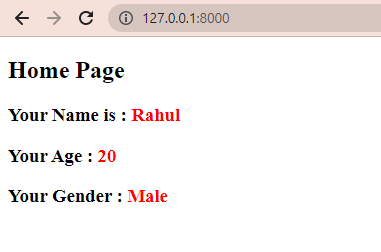 127.0.0.1:8000
Home Page
Your Name is : Rahul
Your Age : 20
Your Gender : Male